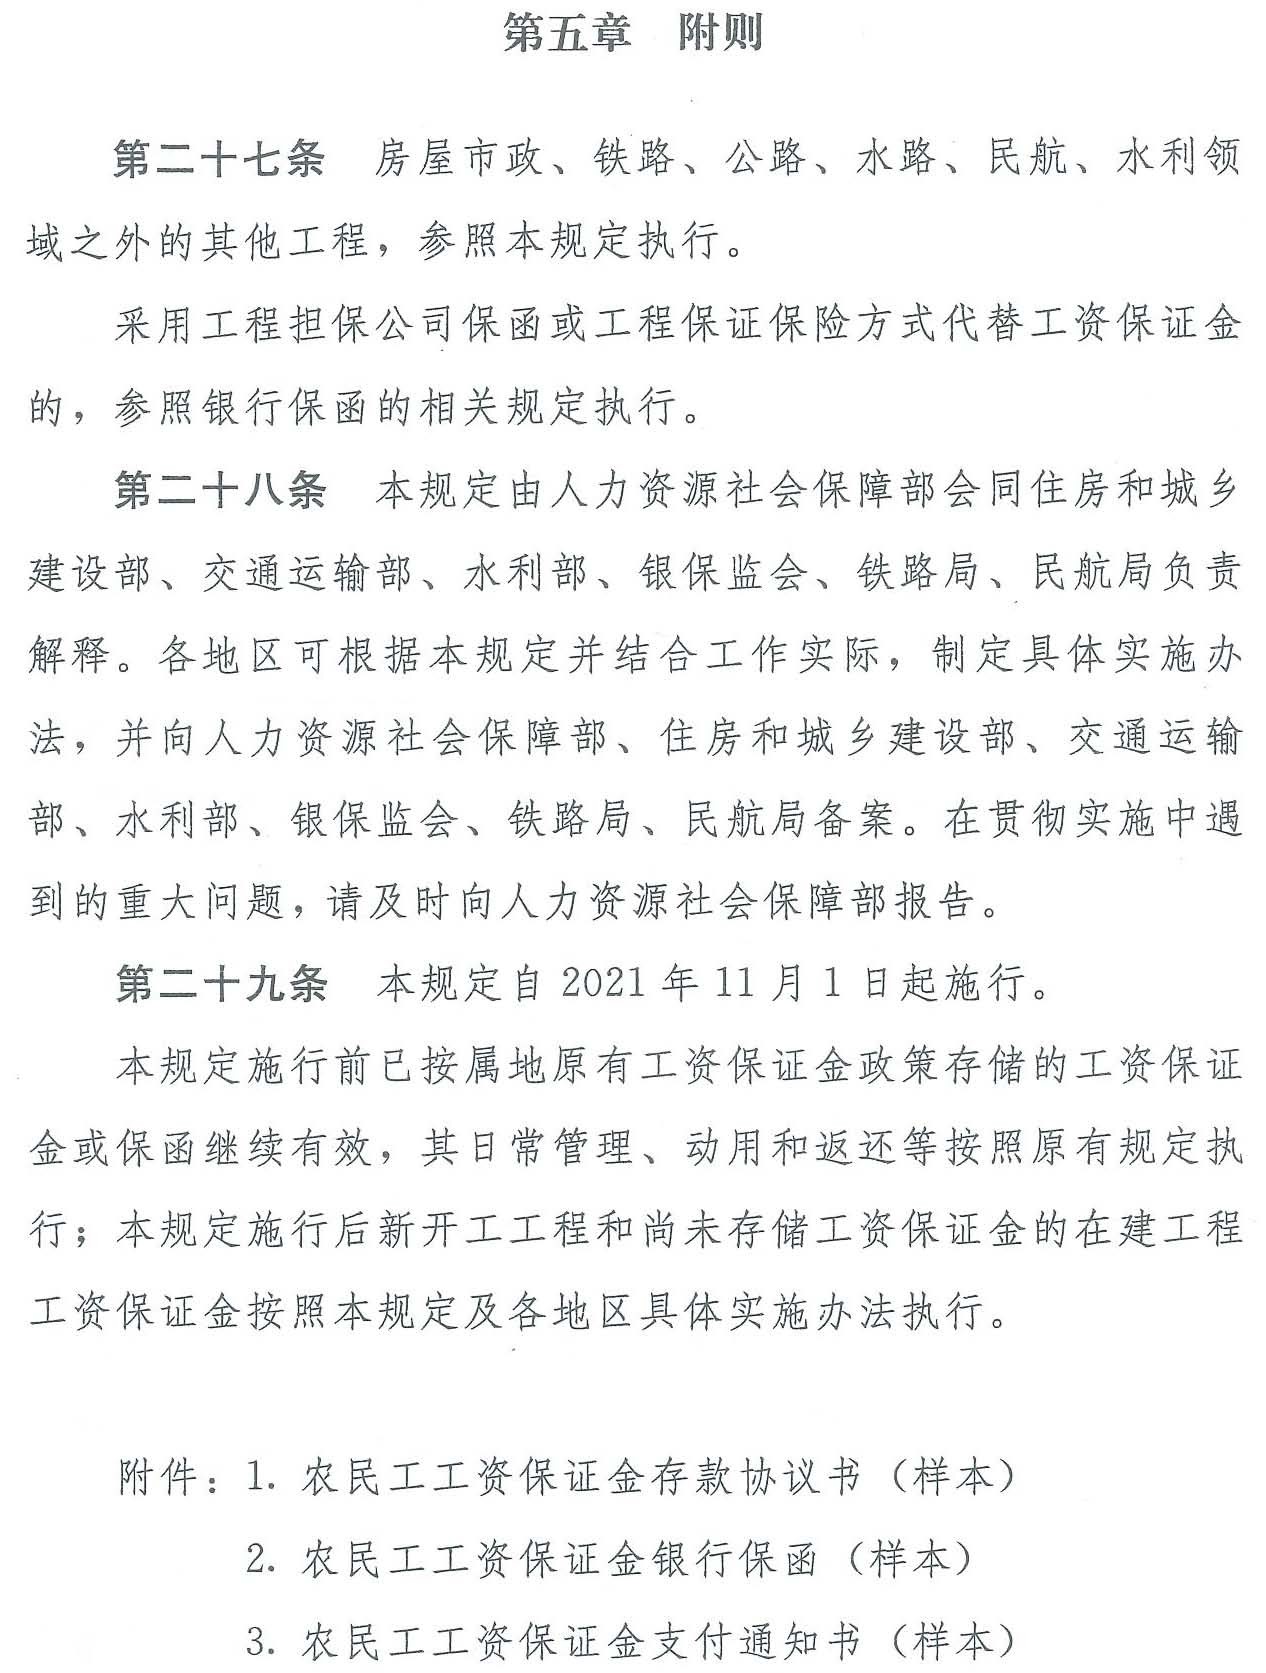 第五章 附则
第二十七条 房屋市政、铁路、公路、水路、民航、水利领
域之外的其他工程，参照本规定执行。
采用工程担保公司保函或工程保证保险方式代替工资保证金
的，参照银行保函的相关规定执行。
第二十八条 本规定由人力资源社会保障部会同住房和城乡
建设部、交通运输部、水利部、银保监会、铁路局、民航局负责
解释。各地区可根据本规定并结合工作实际，制定具体实施办
法，并向人力资源社会保障部、住房和城乡建设部、交通运输
部、水利部、银保监会、铁路局、民航局备案。在贯彻实施中遇
到的重大问题，请及时向人力资源社会保障部报告。
第二十九条 本规定自 2021 年 11 月 1 日起施行。
本规定施行前已按属地原有工资保证金政策存储的工资保证
金或保函继续有效，其日常管理、动用和返还等按照原有规定执
行；本规定施行后新开工工程和尚未存储工资保证金的在建工程
工资保证金按照本规定及各地区具体实施办法执行。
附件：1. 农民工工资保证金存款协议书（样本）
2. 农民工工资保证金银行保函（样本）
3. 农民工工资保证金支付通知书（样本）